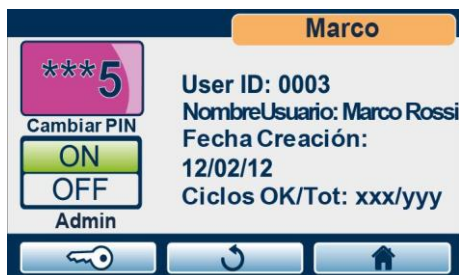 Marco
***5
Cambiar PIN
ON
OFF
Admin
User ID: 0003
NombreUsuario: Marco Rossi
Fecha Creación:
12/02/12
Ciclos OK/Tot: xxx/yyy